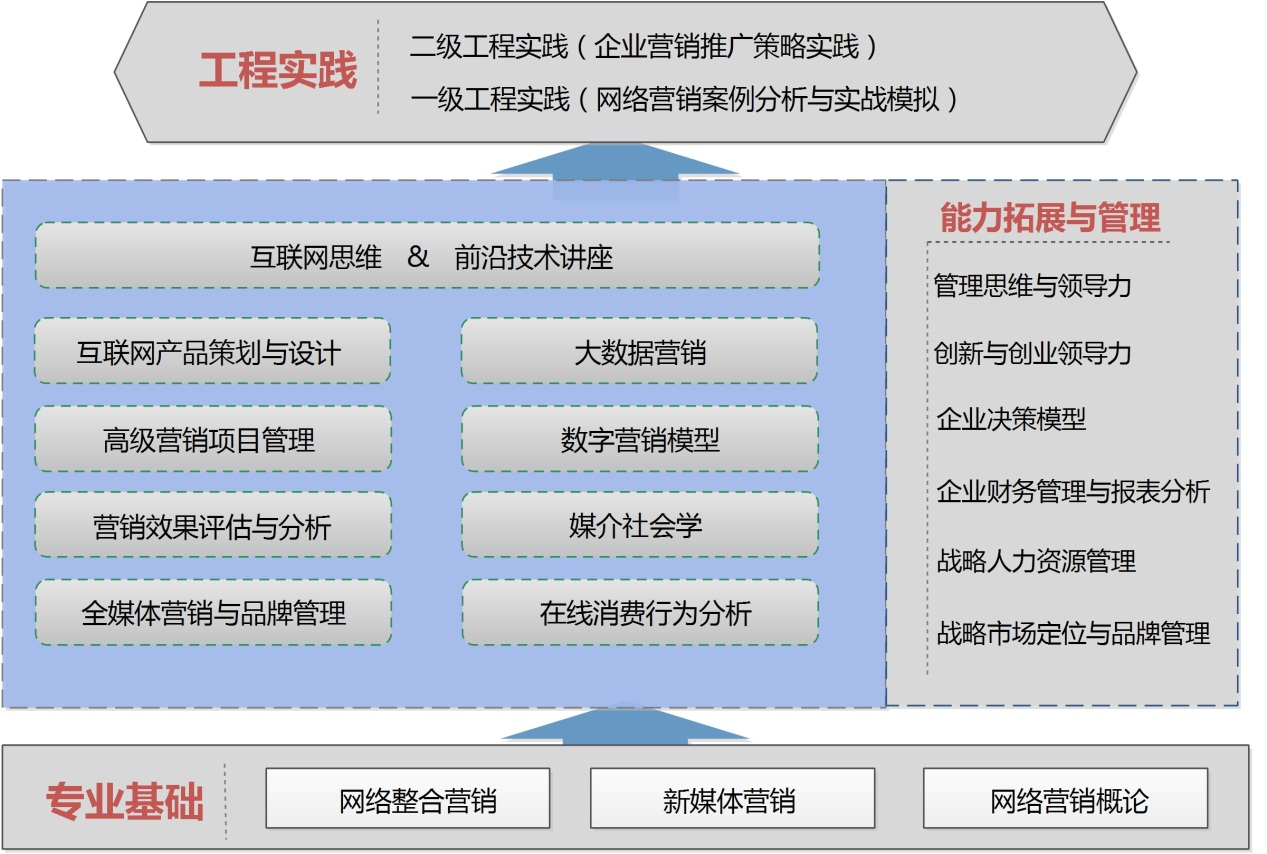 工程实践
二级工程实践（企业营销推广策略实践）
一级工程实践（网络营销案例分析与实战模拟）
互联网思维 & 前沿技术讲座
互联网产品策划与设计
大数据营销
高级营销项目管理
数字营销模型
营销效果评估与分析
媒介社会学
全媒体营销与品牌管理
在线消费行为分析
能力拓展与管理
管理思维与领导力
创新与创业领导力
企业决策模型
企业财务管理与报表分析
战略人力资源管理
战略市场定位与品牌管理
专业基础
网络整合营销
新媒体营销
网络营销概论